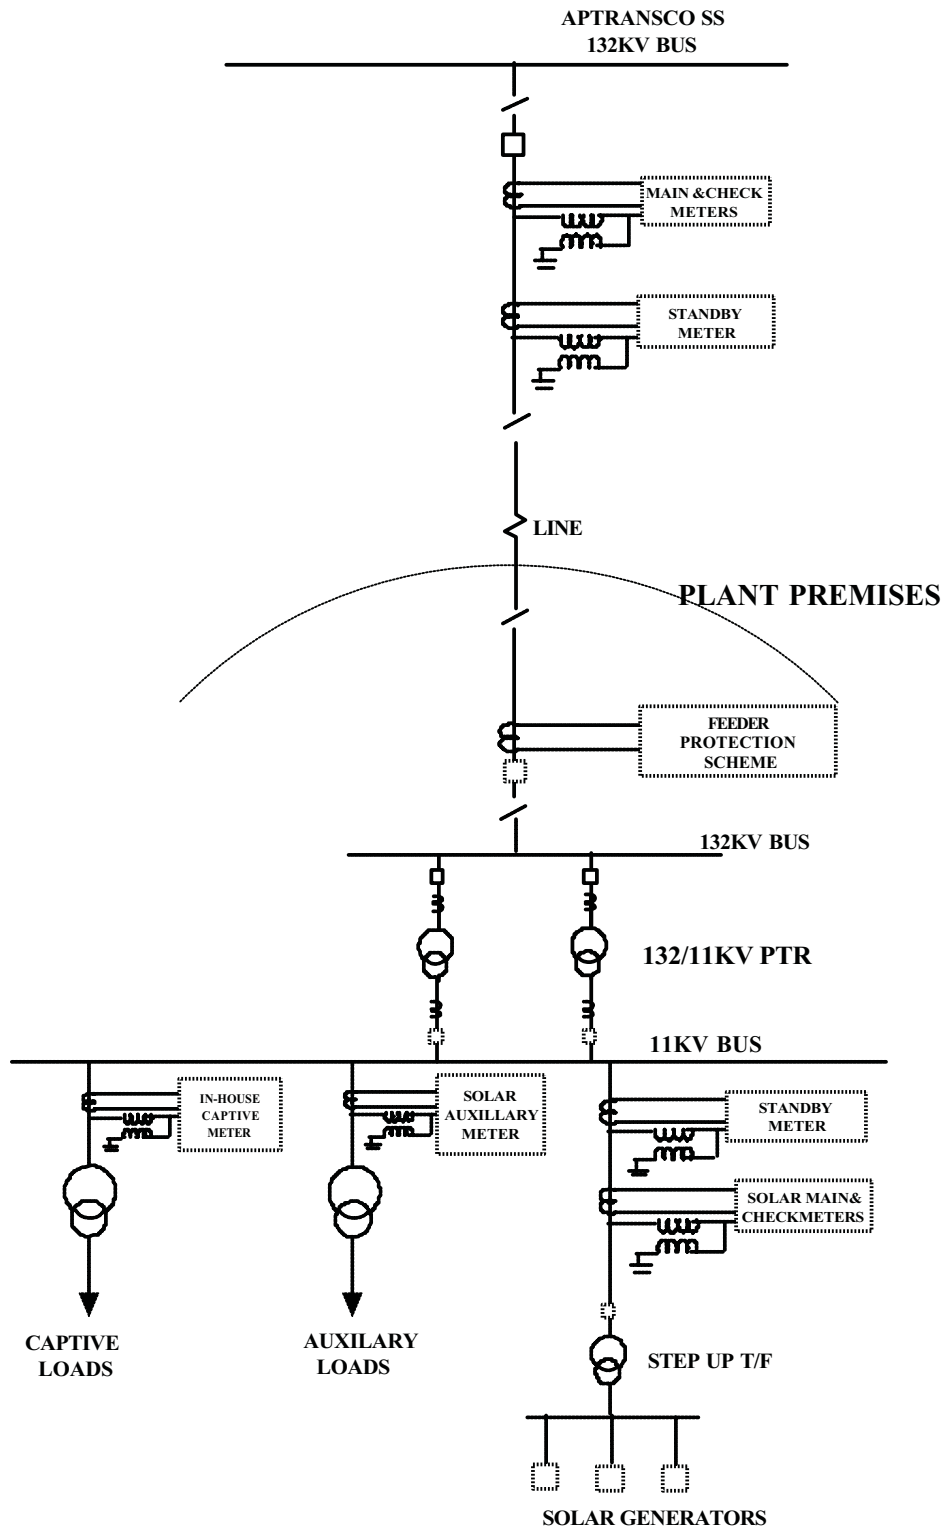 APTRANSCO SS
132KV BUS
MAIN &CHECK
METERS
STANDBY
METER
LINE
PLANT PREMISES
FEEDER
PROTECTION
SCHEME
132KV BUS
132/11KV PTR
11KV BUS
IN-HOUSE
CAPTIVE
METER
SOLAR
AUXILLARY
METER
STANDBY
METER
SOLAR MAIN&
CHECKMETERS
CAPTIVE
LOADS
AUXILARY
LOADS
STEP UP T/F
SOLAR GENERATORS